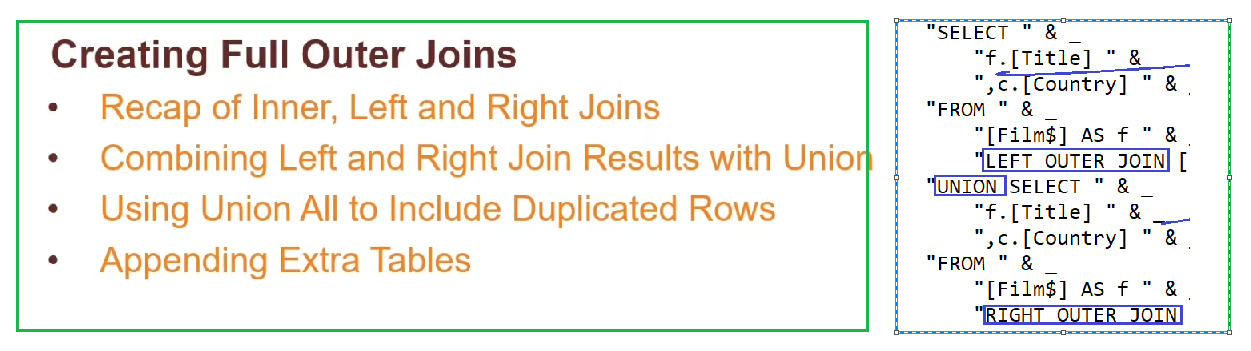 Creating Full Outer Joins
• Recap of Inner, Left and Right Joins
• Combining Left and Right Join Results with Union
• Using Union All to Include Duplicated Rows
• Appending Extra Tables
"SELECT " & _
"f.[Title] " &
",c.[Country] " & _
"FROM " & _
"[Film$] AS f " & _
"LEFT OUTER JOIN [
"UNION SELECT " & _
"f.[Title] " & _
",c.[Country] " & _
"FROM " & _
"[Film$] AS f " & _
"RIGHT OUTER JOIN